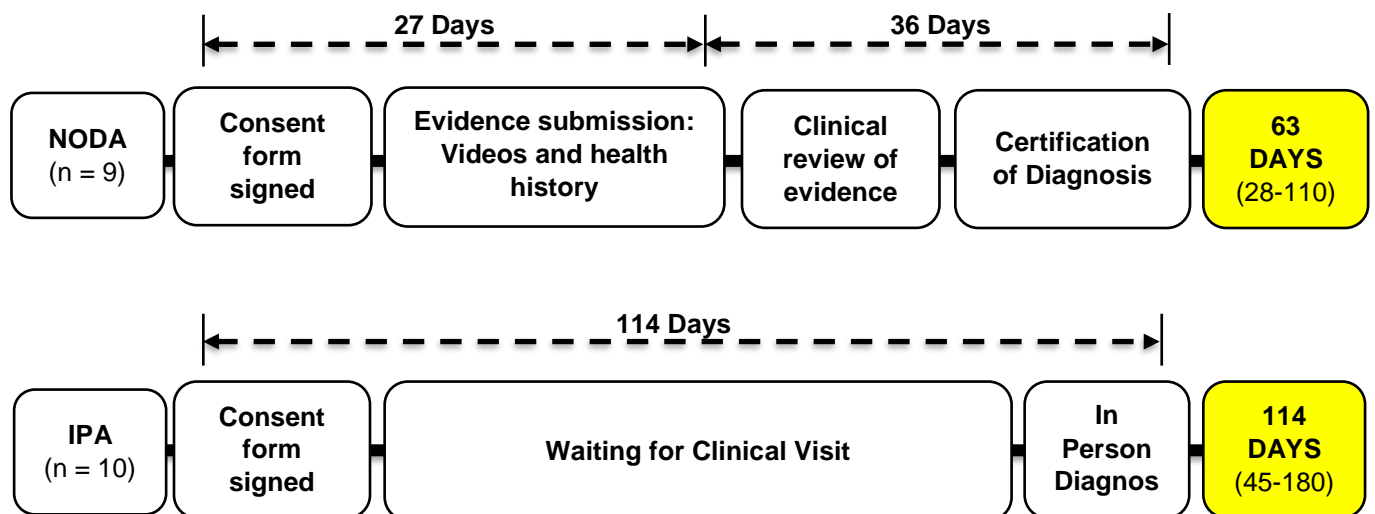 27 Days
36 Days
NODA
(n = 9)
Consent
form
signed
Evidence submission:
Videos and health
history
Clinical
review of
evidence
Certification
of Diagnosis
63
DAYS
(28-110)
114 Days
IPA
(n = 10)
Consent
form
signed
Waiting for Clinical Visit
In
Person
Diagnos
114
DAYS
(45-180)